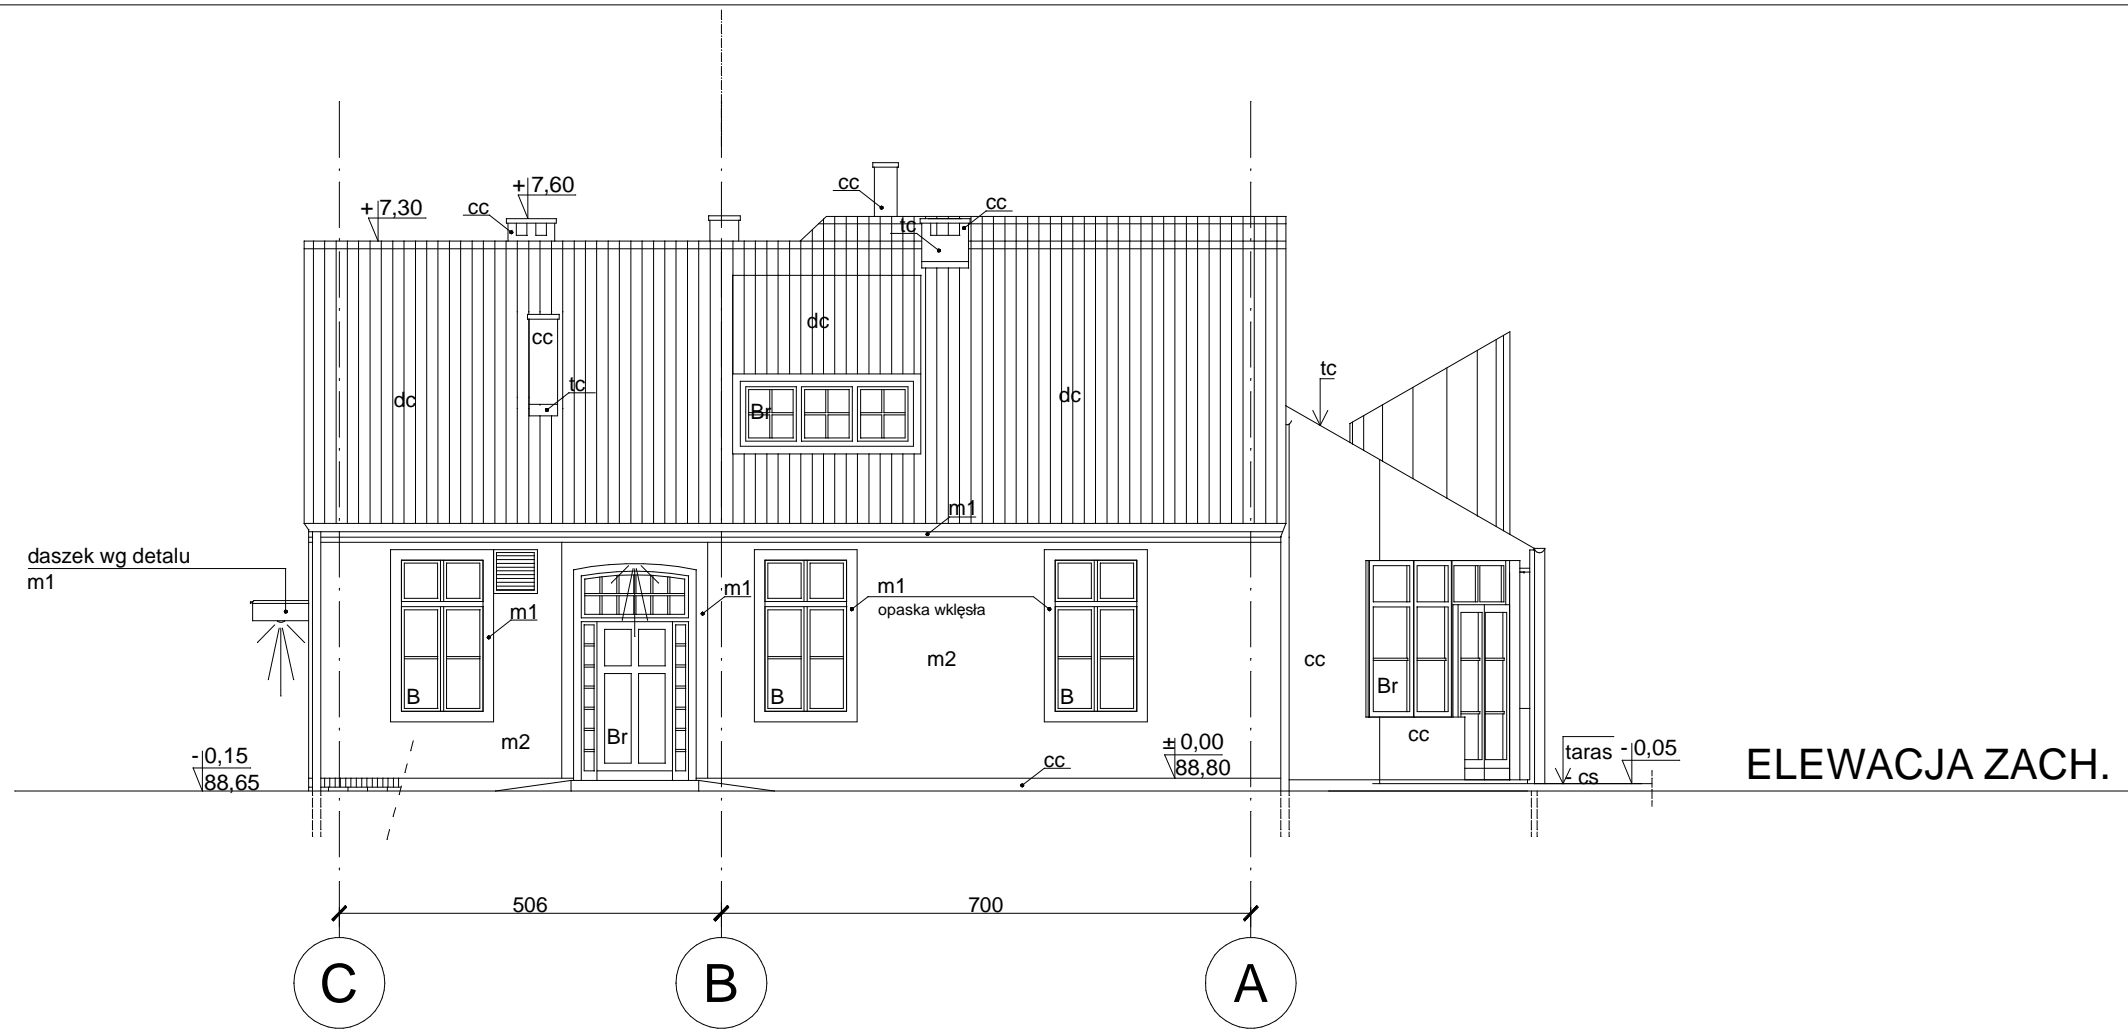 + 7,60
cc
cc
+ 7,30
cc
tc
dc
cc
tc
tc
dc
dc
Br
m1
daszek wg detalu
m1
m1
m1
m1
opaska wklęsła
m2
cc
B
B
B
Br
Br
m2
cc
- 0,15
88,65
± 0,00
88,80
cc
taras
- cs
- 0,05
ELEWACJA ZACH.
506
700
C
B
A